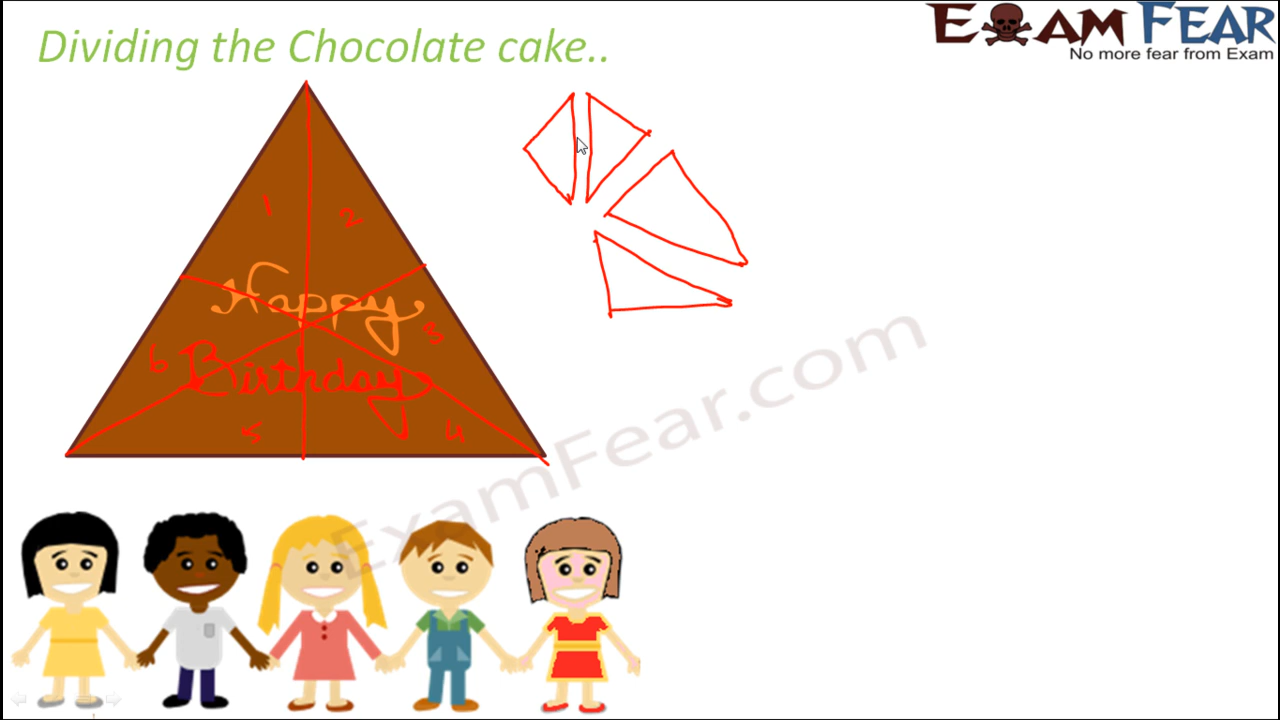 Dividing the Chocolate cake..
EXAM FEAR
No more fear from Exam
1
2
Happy
3
6
Birthday
5
4
ExamFear.com